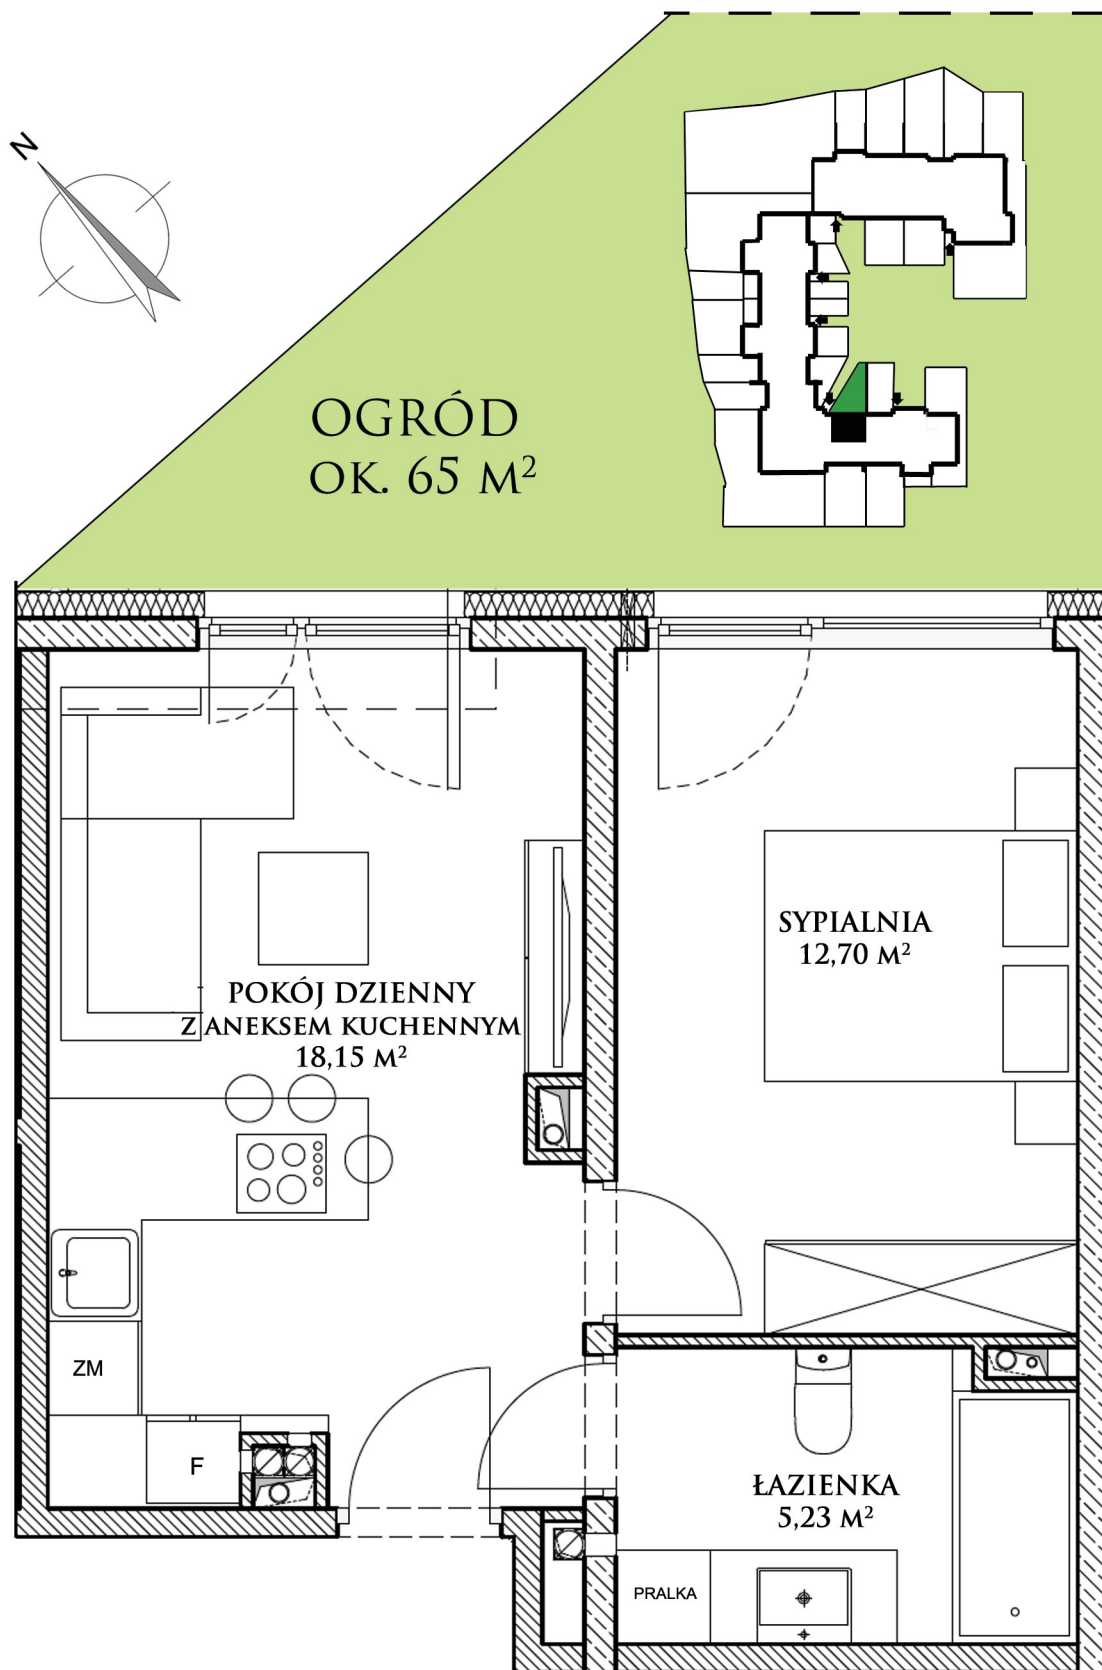 N
OGRÓD
OK. 65 M²
SYPIALNIA
12,70 M²
POKÓJ DZIENNY
Z ANEKSEM KUCHENNYM
18,15 M²
ZM
F
ŁAZIENKA
5,23 M²
PRALKA